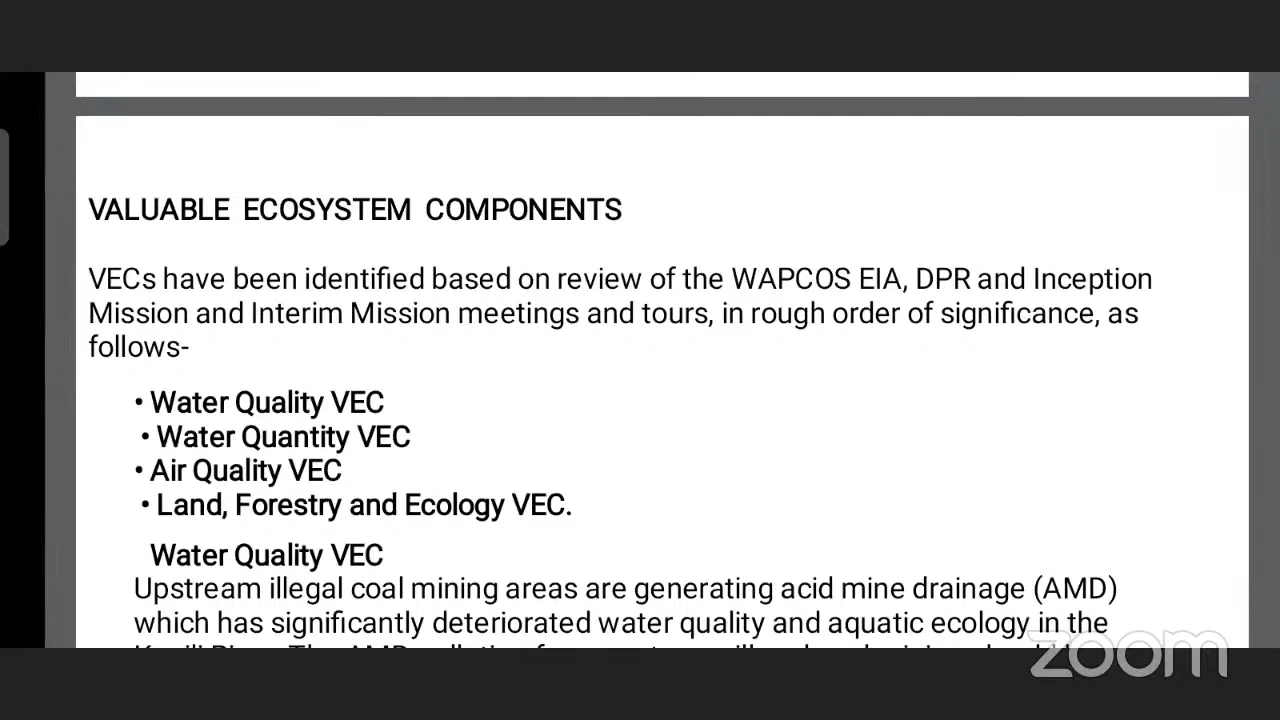 VALUABLE ECOSYSTEM COMPONENTS
VECs have been identified based on review of the WAPCOS EIA, DPR and Inception
Mission and Interim Mission meetings and tours, in rough order of significance, as
follows-
• Water Quality VEC
• Water Quantity VEC
• Air Quality VEC
• Land, Forestry and Ecology VEC.
Water Quality VEC
Upstream illegal coal mining areas are generating acid mine drainage (AMD)
which has significantly deteriorated water quality and aquatic ecology in the
zoom